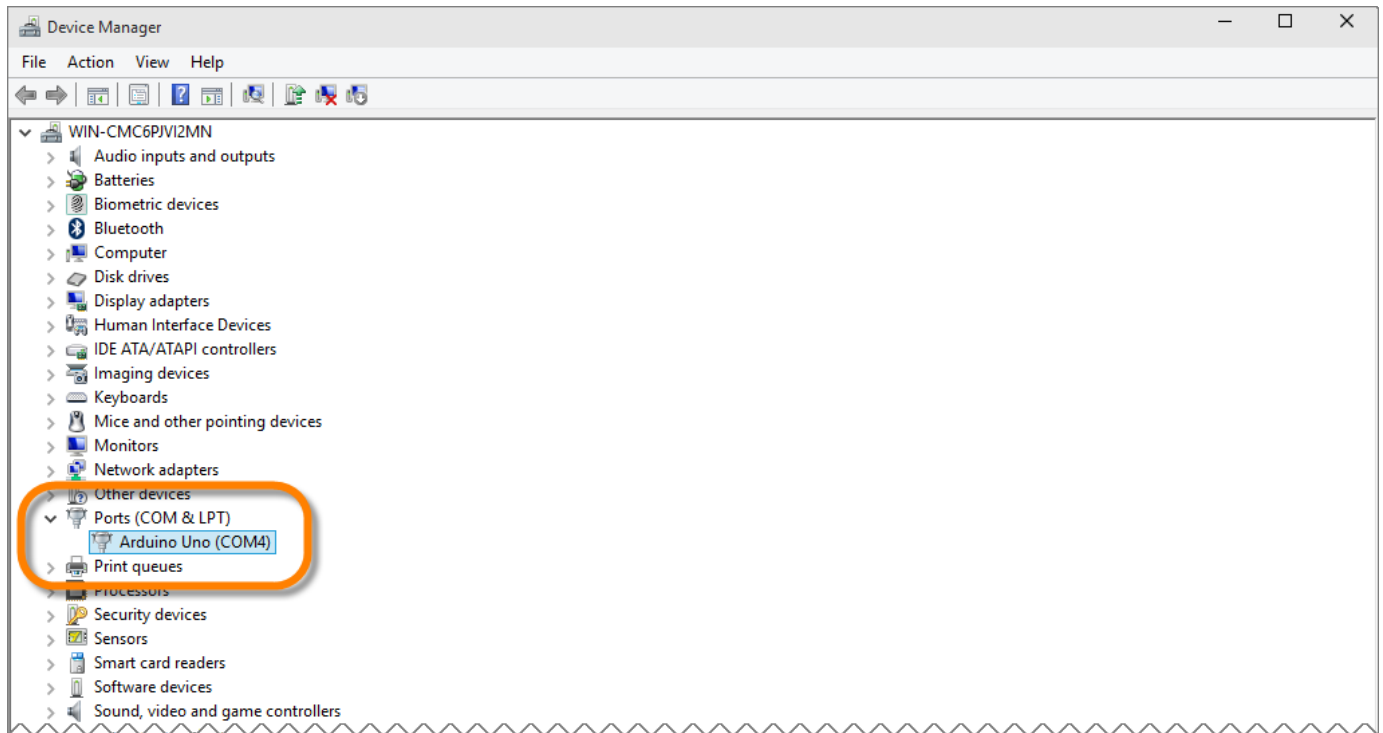 Device Manager
File Action View Help
WIN-CMC6PJVI2MN
Audio inputs and outputs
Batteries
Biometric devices
Bluetooth
Computer
Disk drives
Display adapters
Human Interface Devices
IDE ATA/ATAPI controllers
Imaging devices
Keyboards
Mice and other pointing devices
Monitors
Network adapters
Other devices
Ports (COM & LPT)
Arduino Uno (COM4)
Print queues
Processors
Security devices
Sensors
Smart card readers
Software devices
Sound, video and game controllers